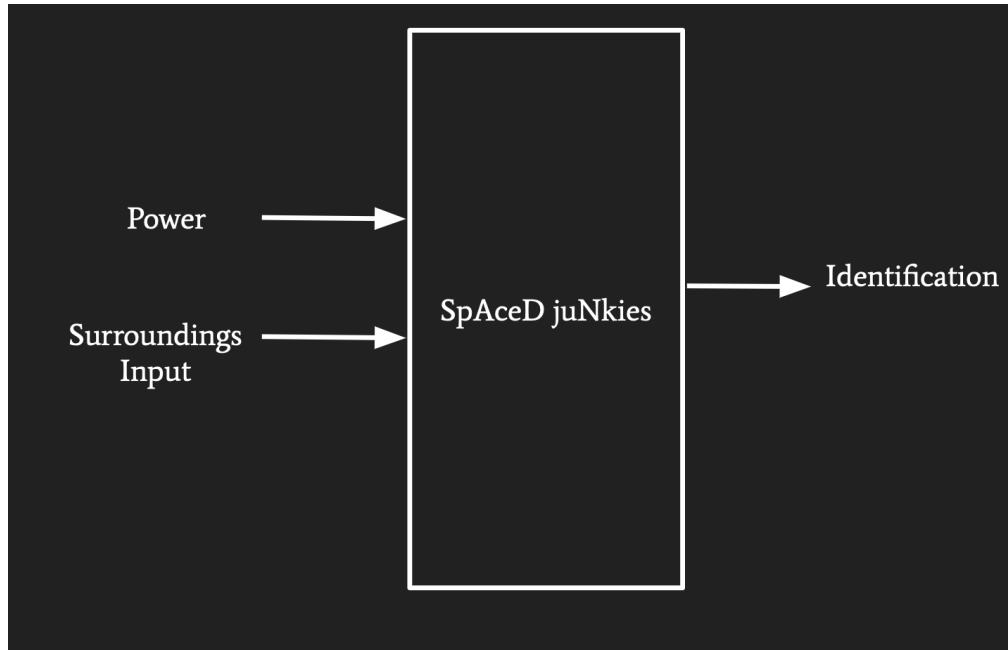 Power
Surroundings
Input
SpAceD juNkies
Identification